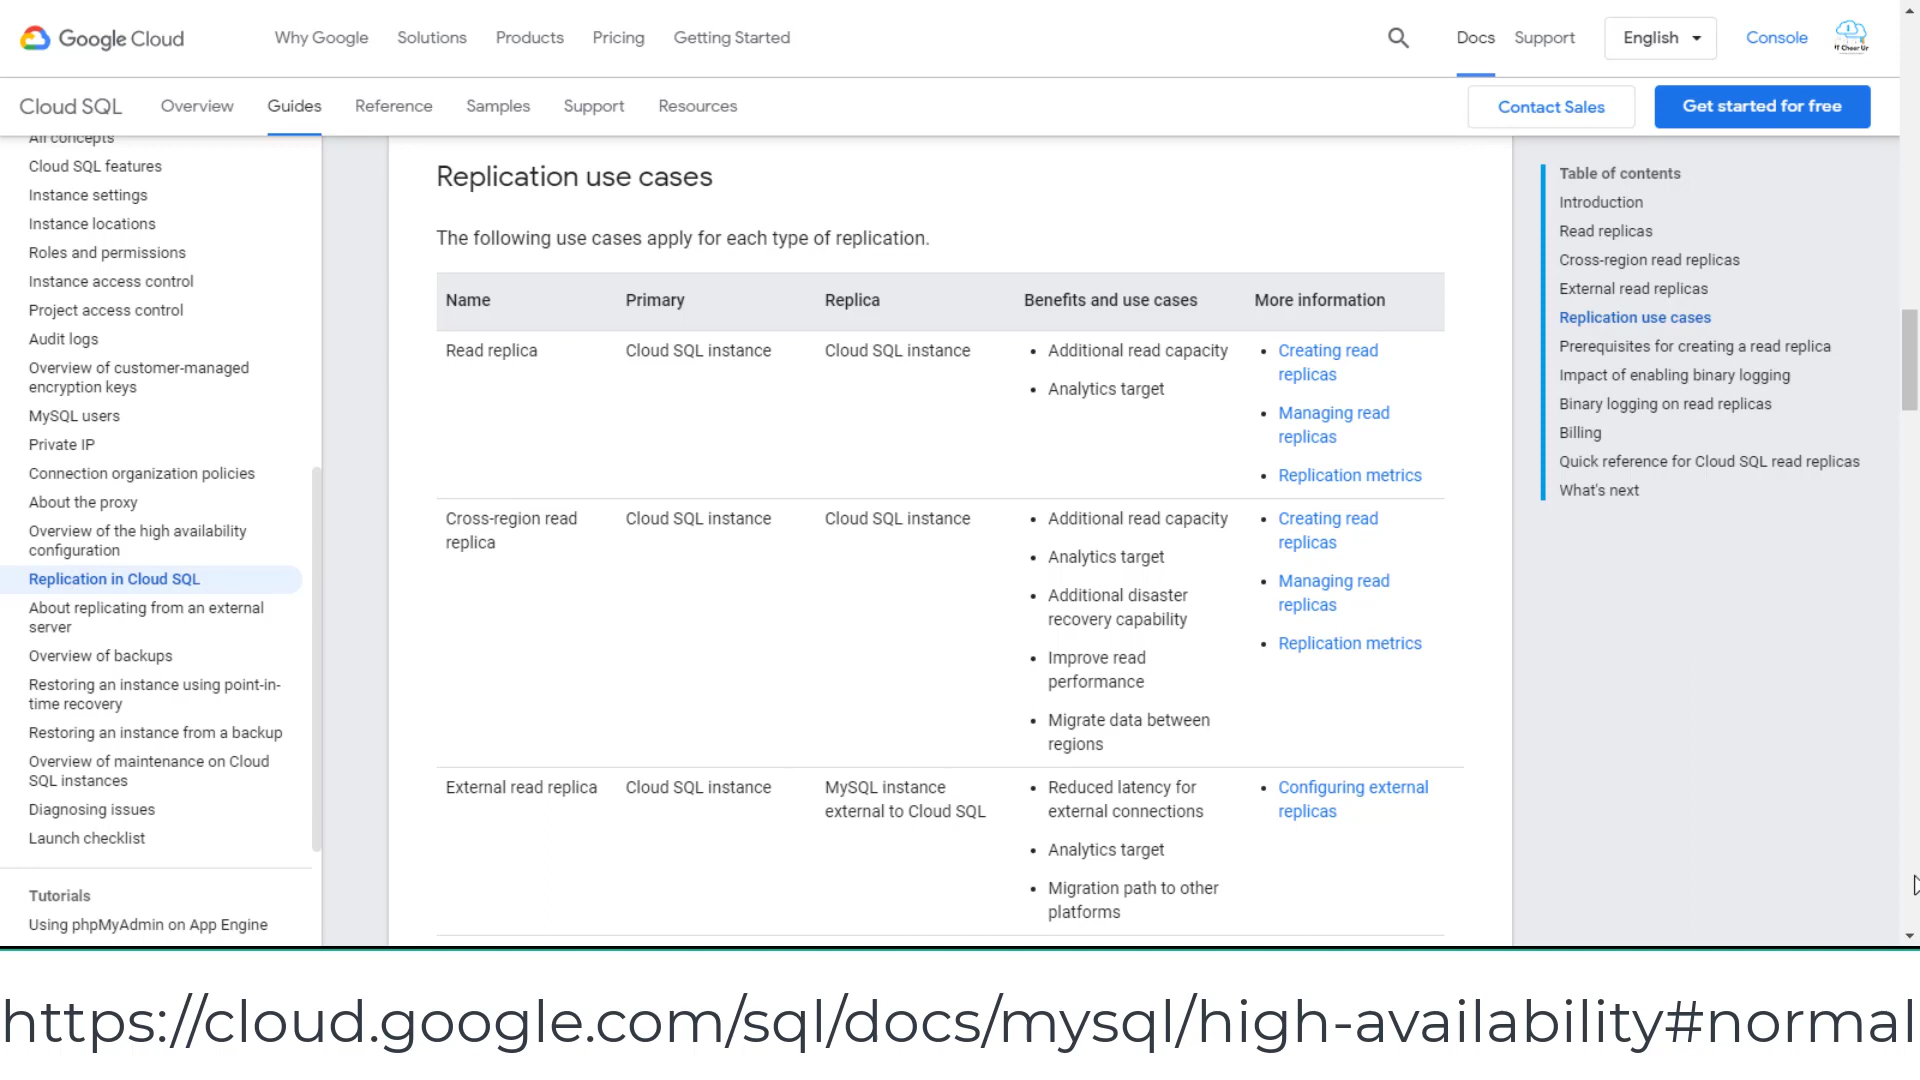 Google Cloud
Why Google
Solutions
Products
Pricing
Getting Started
Docs
Support
English
Console
IT Cheer Up
Cloud SQL
Overview
Guides
Reference
Samples
Support
Resources
Contact Sales
Get started for free
All concepts
Cloud SQL features
Instance settings
Instance locations
Roles and permissions
Instance access control
Project access control
Audit logs
Overview of customer-managed
encryption keys
MySQL users
Private IP
Connection organization policies
About the proxy
Overview of the high availability
configuration
Replication in Cloud SQL
About replicating from an external
server
Overview of backups
Restoring an instance using point-in-
time recovery
Restoring an instance from a backup
Overview of maintenance on Cloud
SQL instances
Diagnosing issues
Launch checklist
Tutorials
Using phpMyAdmin on App Engine
Replication use cases
The following use cases apply for each type of replication.
Name
Primary
Replica
Benefits and use cases
More information
Read replica
Cloud SQL instance
Cloud SQL instance
• Additional read capacity
• Analytics target
• Creating read
replicas
• Managing read
replicas
• Replication metrics
Cross-region read
replica
Cloud SQL instance
Cloud SQL instance
• Additional read capacity
• Analytics target
• Additional disaster
recovery capability
• Improve read
performance
• Migrate data between
regions
• Creating read
replicas
• Managing read
replicas
• Replication metrics
External read replica
Cloud SQL instance
MySQL instance
external to Cloud SQL
• Reduced latency for
external connections
• Analytics target
• Migration path to other
platforms
• Configuring external
replicas
Table of contents
Introduction
Read replicas
Cross-region read replicas
External read replicas
Replication use cases
Prerequisites for creating a read replica
Impact of enabling binary logging
Binary logging on read replicas
Billing
Quick reference for Cloud SQL read replicas
What's next
https://cloud.google.com/sql/docs/mysql/high-availability#normal